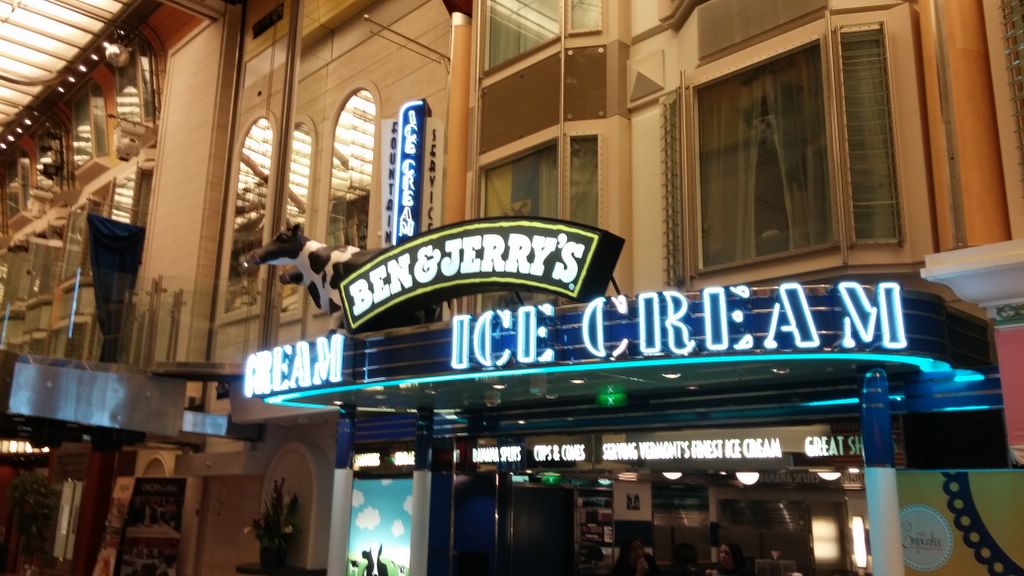 ICE CREAM
FOUNTAIN
SERVICE
BEN & JERRY'S
CREAM
ICE CREAM
BANANA SPLITS
CUPS & CONES
SERVING VERMONT'S FINEST ICE CREAM
GREAT SH
Cupcake